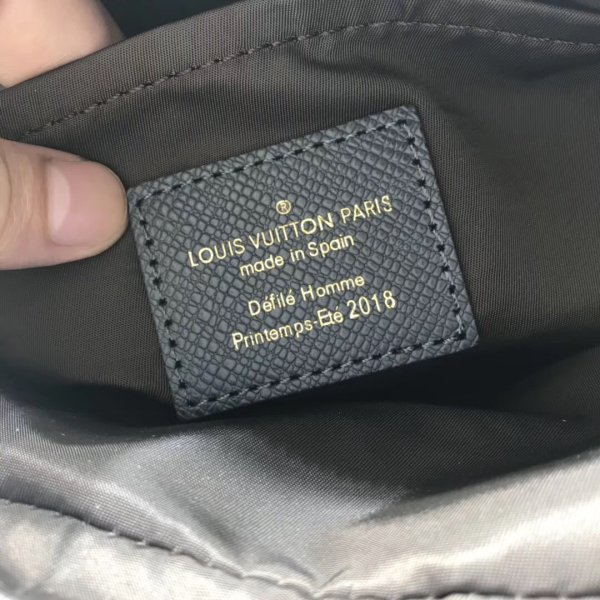 ®
LOUIS VUITTON PARIS
made in Spain
Défilé Homme
Printemps-Eté 2018